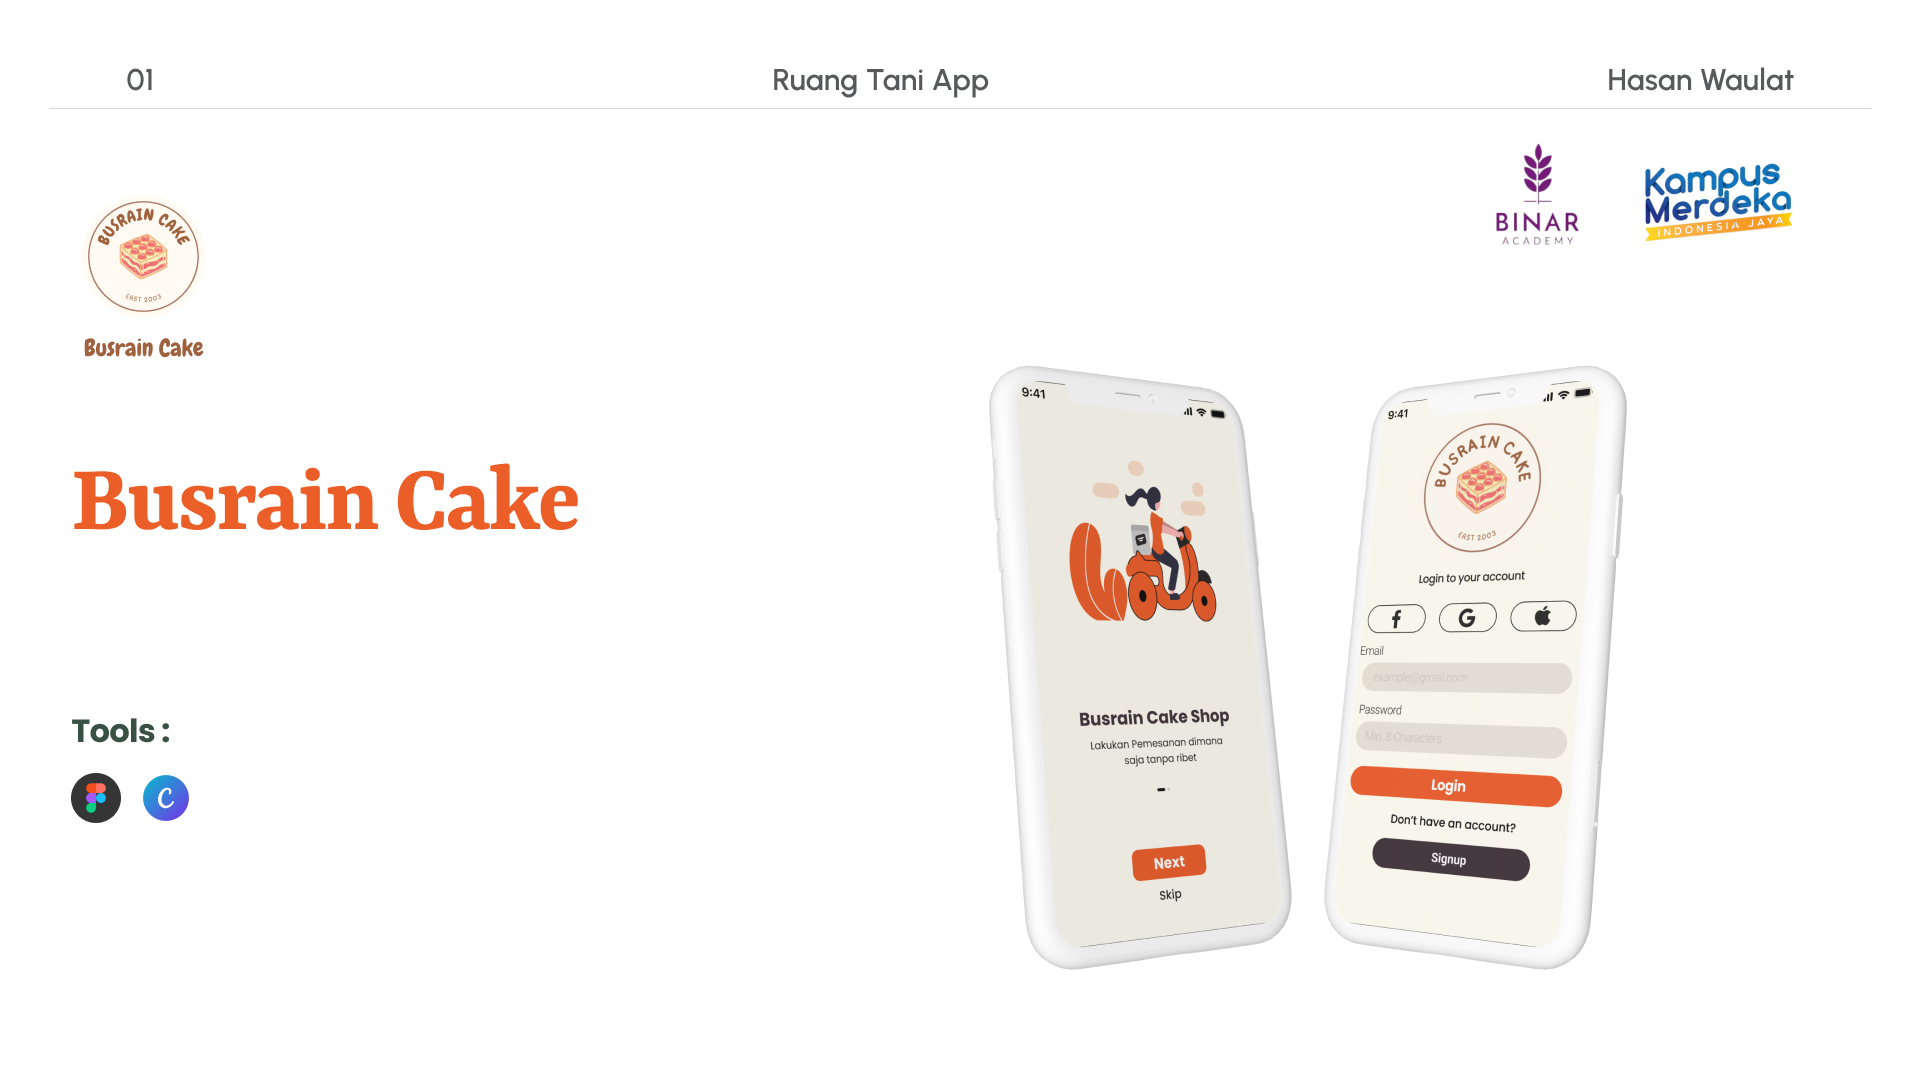 01
Ruang Tani App
Hasan Waulat
BINAR
ACADEMY
Kampus
Merdeka
INDONESIA JAYA
BUSRAIN CAKE
EAST 2003
Busrain Cake
Busrain Cake
Tools :
9:41
Busrain Cake Shop
Lakukan Pemesanan dimana
saja tanpa ribet
Next
Skip
9:41
BUSRAIN CAKE
EAST 2003
Login to your account
Email
example@gmail.com
Password
Min. 8 Characters
Login
Don't have an account?
Signup